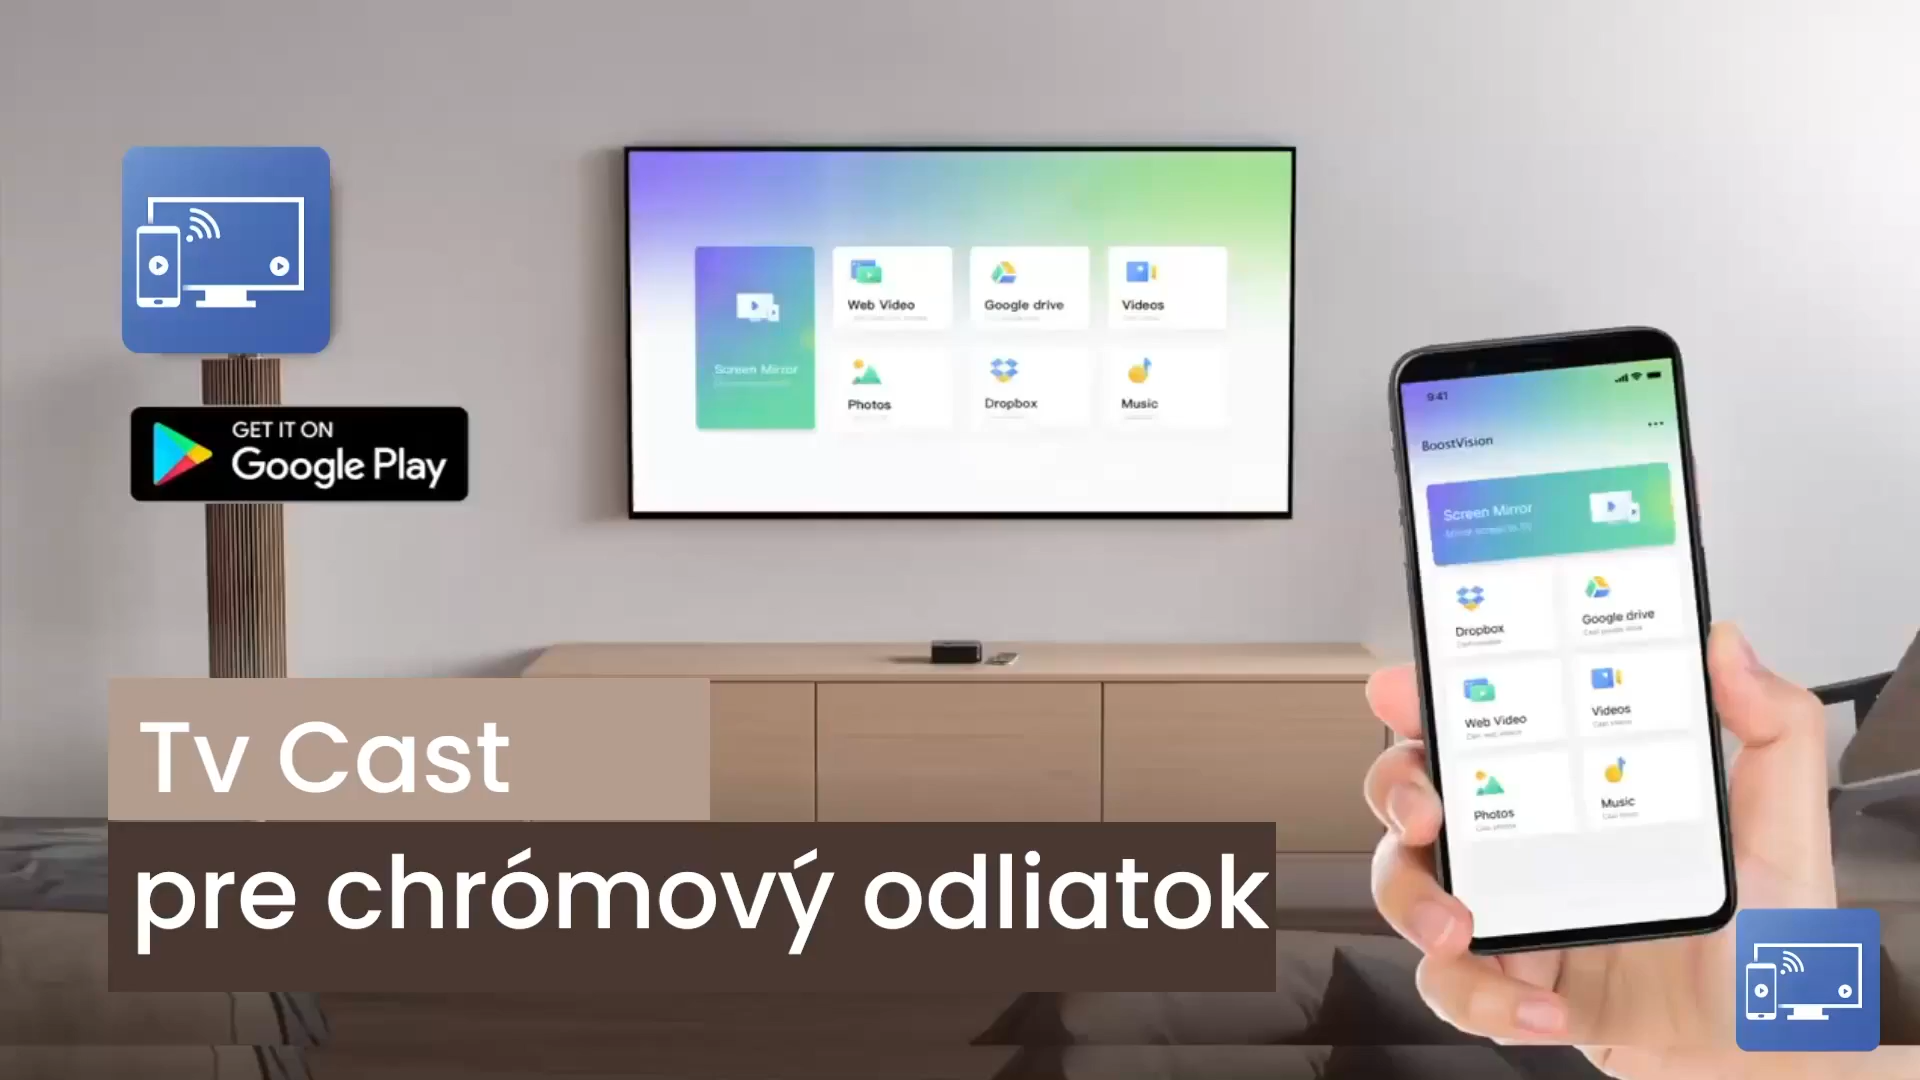 GET IT ON
Google Play
Web Video
Google drive
Videos
Screen Mirror
Photos
Dropbox
Music
9:41
BoostVision
Screen Mirror
Dropbox
Google drive
Web Video
Videos
Photos
Music
Tv Cast
pre chrómový odliatok